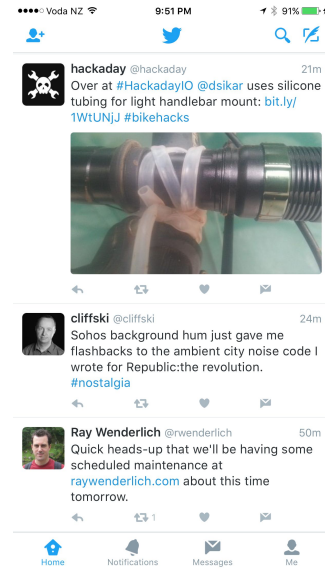 Voda NZ 9:51 PM 91%
hackaday @hackaday 21m
Over at #HackadayIO @dsikar uses silicone
tubing for light handlebar mount: bit.ly/
1WtUNjJ #bikehacks
cliffski @cliffski 24m
Sohos background hum just gave me
flashbacks to the ambient city noise code I
wrote for Republic:the revolution.
#nostalgia
Ray Wenderlich @rwenderlich 50m
Quick heads-up that we'll be having some
scheduled maintenance at
raywenderlich.com about this time
tomorrow.
1
Home Notifications Messages Me